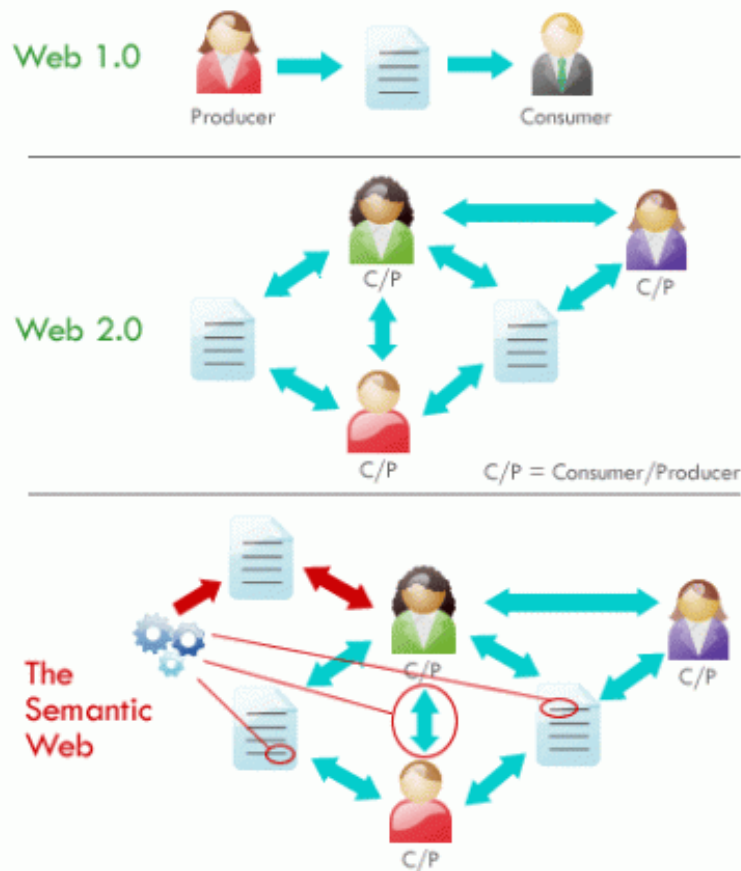 Web 1.0
Producer
Consumer
C/P
C/P
Web 2.0
C/P
C/P = Consumer/Producer
C/P
C/P
The
Semantic
Web
C/P